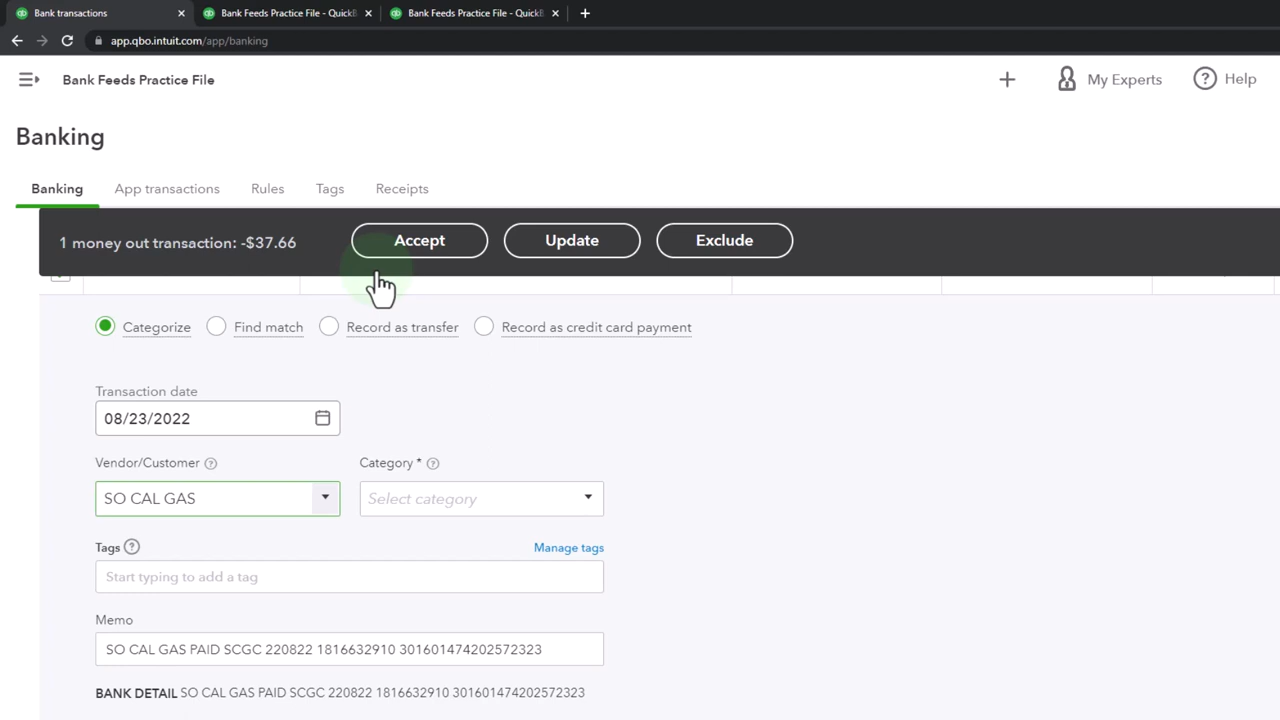 Bank transactions
Bank Feeds Practice File - QuickB
Bank Feeds Practice File - QuickB
app.qbo.intuit.com/app/banking
Bank Feeds Practice File
My Experts
Help
Banking
Banking App transactions Rules Tags Receipts
1 money out transaction: -$37.66 Accept Update Exclude
Categorize Find match Record as transfer Record as credit card payment
Transaction date
08/23/2022
Vendor/Customer ? Category * ?
SO CAL GAS Select category
Tags ? Manage tags
Start typing to add a tag
Memo
SO CAL GAS PAID SCGC 220822 1816632910 301601474202572323
BANK DETAIL SO CAL GAS PAID SCGC 220822 1816632910 301601474202572323